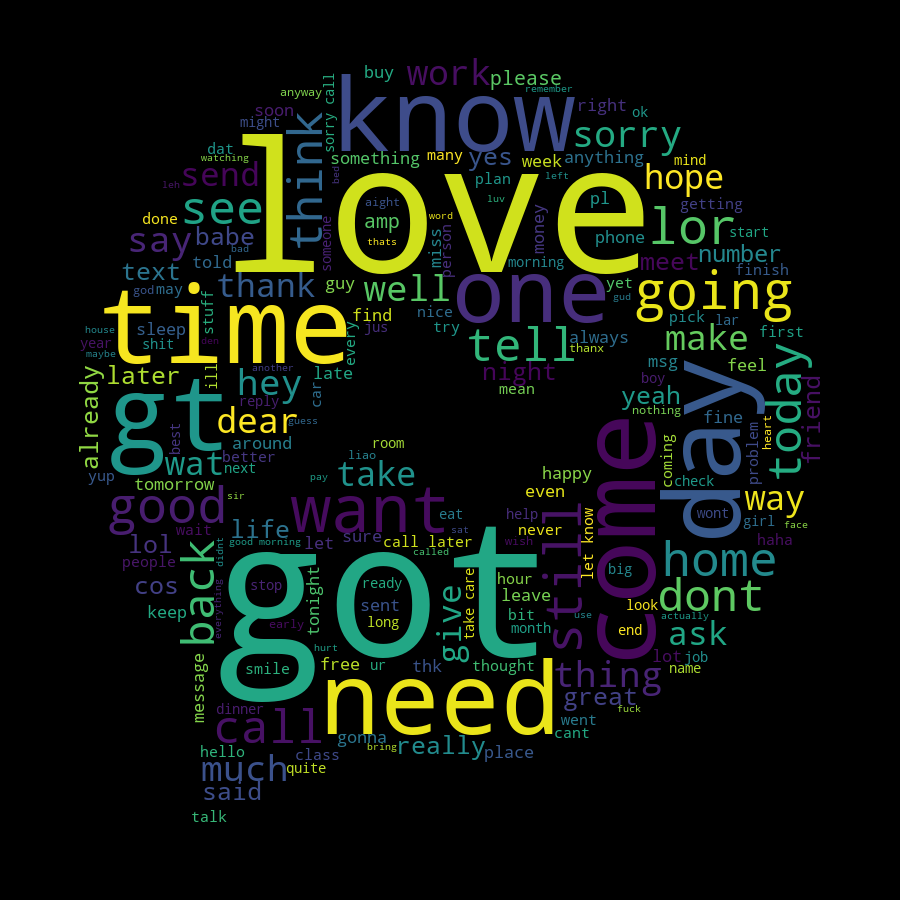 buy
work
please
anyway
remember
know
soon
sorry call
right
ok
might
think
sorry
dat
love
something
many
yes
week
anything
mind
watching
bed
leh
send
plan
left
hope
see
aight
luv
pl
getting
amp
word
done
thats
miss
person
money
phone
lor
start
say
babe
bad
someone
told
morning
meet
number
text
finish
god
may
stuff
thank
guy
well
one
yet
going
gud
time
find
nice
pick
lar
house
sleep
every
jus
try
tell
always
make
first
year
shit
den
thanx
maybe
later
ill
another
late
night
msg
feel
already
gt
hey
car
mean
boy
day
today
friend
reply
dear
guess
yeah
nothing
fine
best
around
room
come
heart
wat
better
liao
coming
problem
yup
next
take
happy
check
tomorrow
pay
even
way
sir
good
want
wont
girl
face
life
eat
help
never
still
let know
haha
wait
sat
lol
sure
call later
wish
good morning
let
called
home
people
didnt
got
back
cos
stop
ready
take care
hour
big
tonight
give
leave
dont
everything
sent
look
keep
early
long
bit
use
actually
month
end
ask
hurt
message
smile
free
ur
thk
thought
thing
lot
job
name
need
great
dinner
fuck
call
gonna
went
cant
hello
class
bring
really
place
much
quite
said
talk